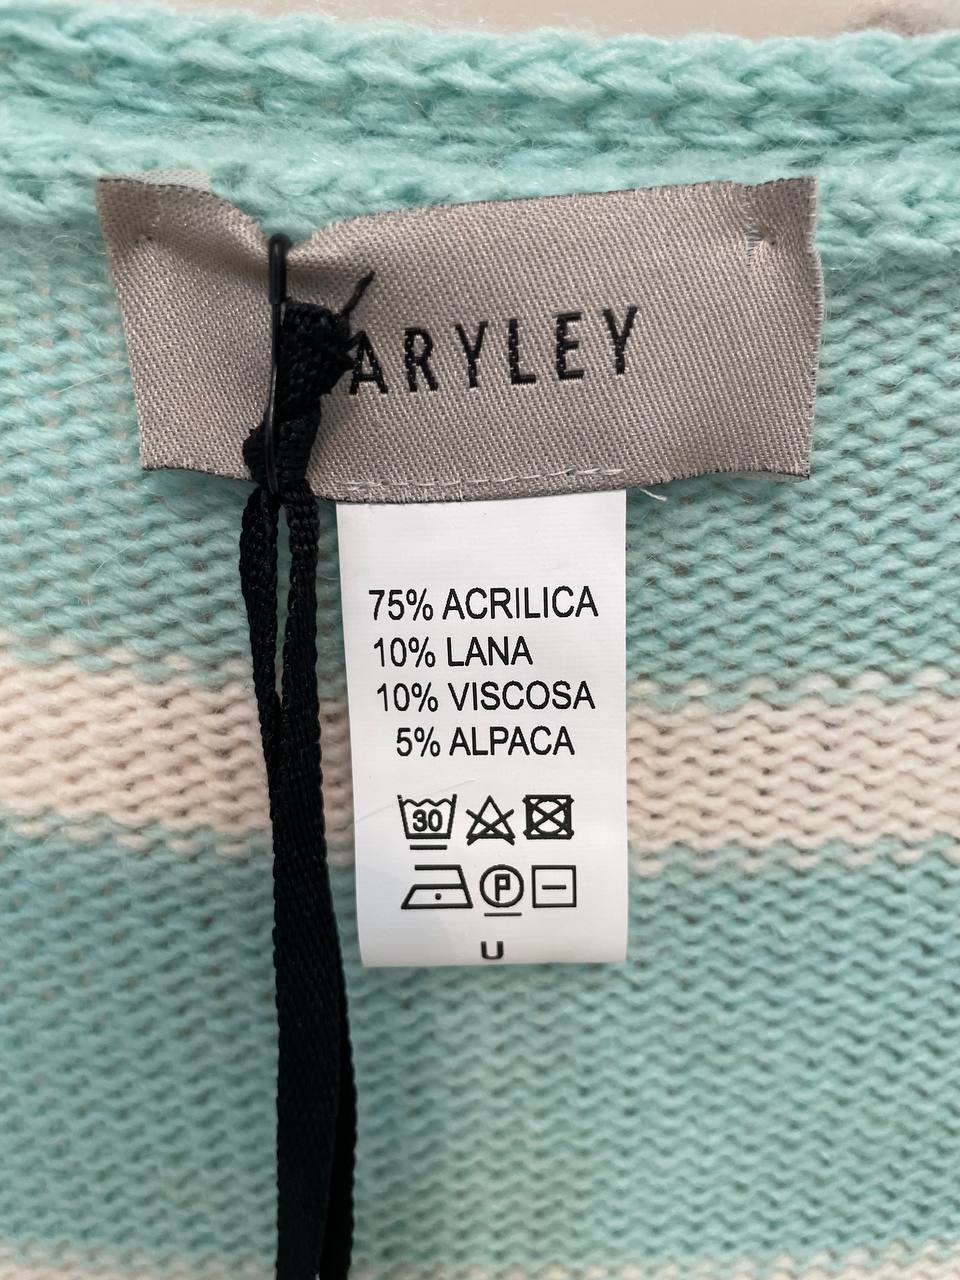 ARYLEY
75% ACRILICA
10% LANA
10% VISCOSA
5% ALPACA
30
P
U